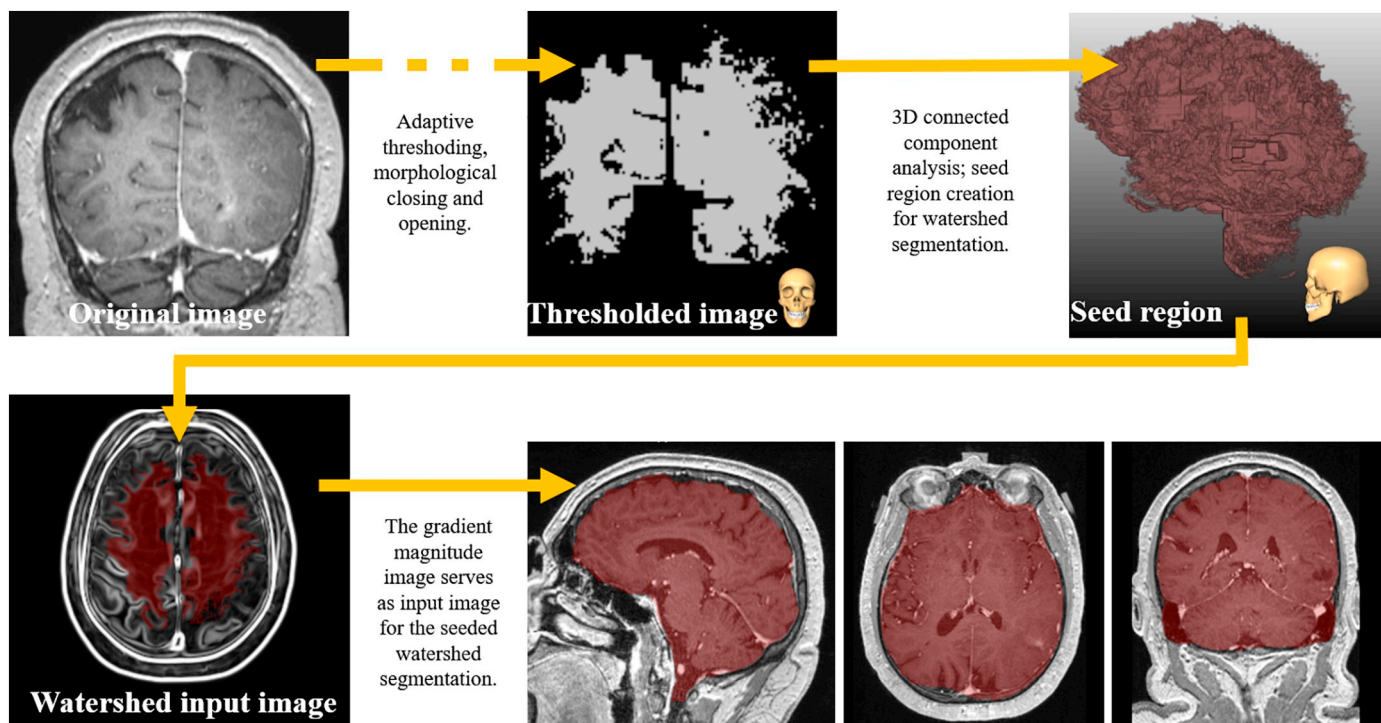 Original image
Adaptive
threshoding,
morphological
closing and
opening.
Thresholded image
3D connected
component
analysis; seed
region creation
for watershed
segmentation.
Seed region
Watershed input image
The gradient
magnitude
image serves
as input image
for the seeded
watershed
segmentation.